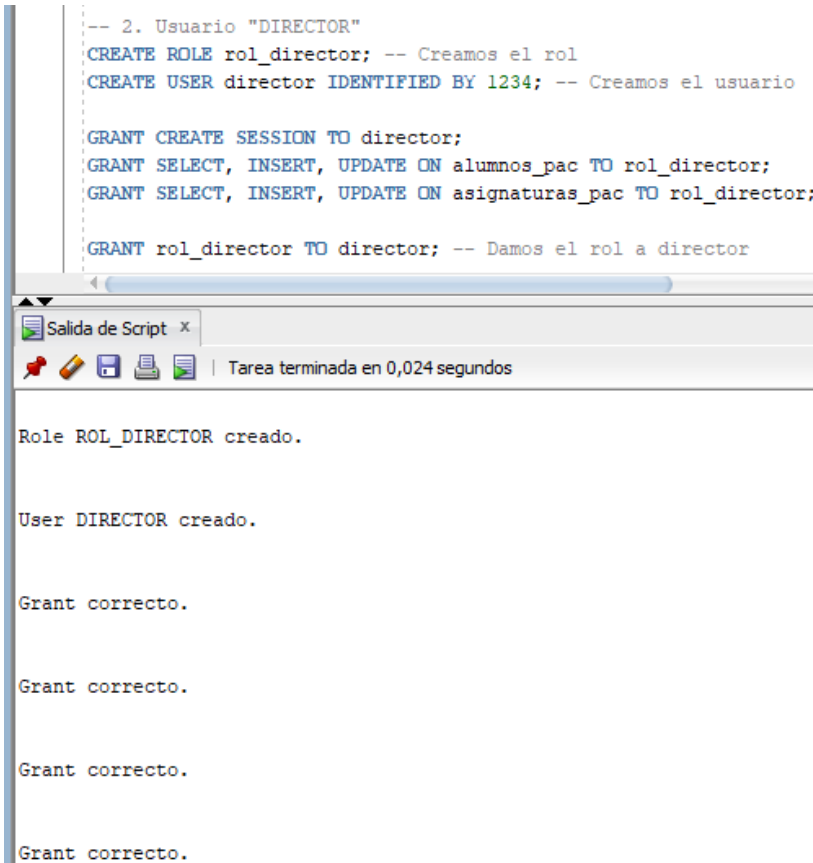 -- 2. Usuario "DIRECTOR"
CREATE ROLE rol_director; -- Creamos el rol
CREATE USER director IDENTIFIED BY 1234; -- Creamos el usuario
GRANT CREATE SESSION TO director;
GRANT SELECT, INSERT, UPDATE ON alumnos_pac TO rol_director;
GRANT SELECT, INSERT, UPDATE ON asignaturas_pac TO rol_director;
GRANT rol_director TO director; -- Damos el rol a director
Salida de Script x
Tarea terminada en 0,024 segundos
Role ROL_DIRECTOR creado.
User DIRECTOR creado.
Grant correcto.
Grant correcto.
Grant correcto.
Grant correcto.